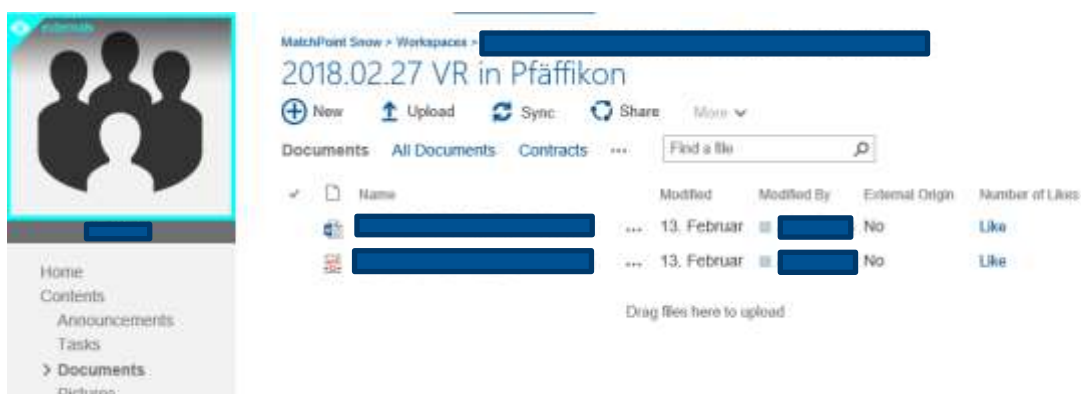 externals
MatchPoint Snow > Workspaces >
2018.02.27 VR in Pfäffikon
New Upload Sync Share More
Documents All Documents Contracts ... Find a file
Name Modified Modified By External Origin Number of Likes
... 13. Februar No Like
... 13. Februar No Like
Drag files here to upload
Home
Contents
Announcements
Tasks
> Documents
Pictures